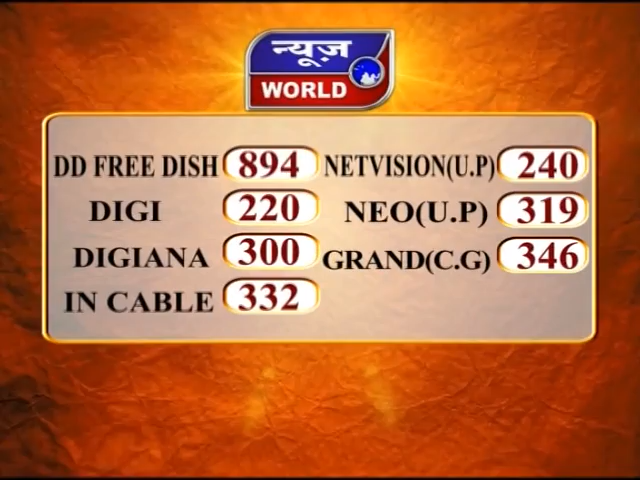 न्यूज़
WORLD
DD FREE DISH 894 NETVISION(U.P) 240
DIGI 220 NEO(U.P) 319
DIGIANA 300 GRAND(C.G) 346
IN CABLE 332